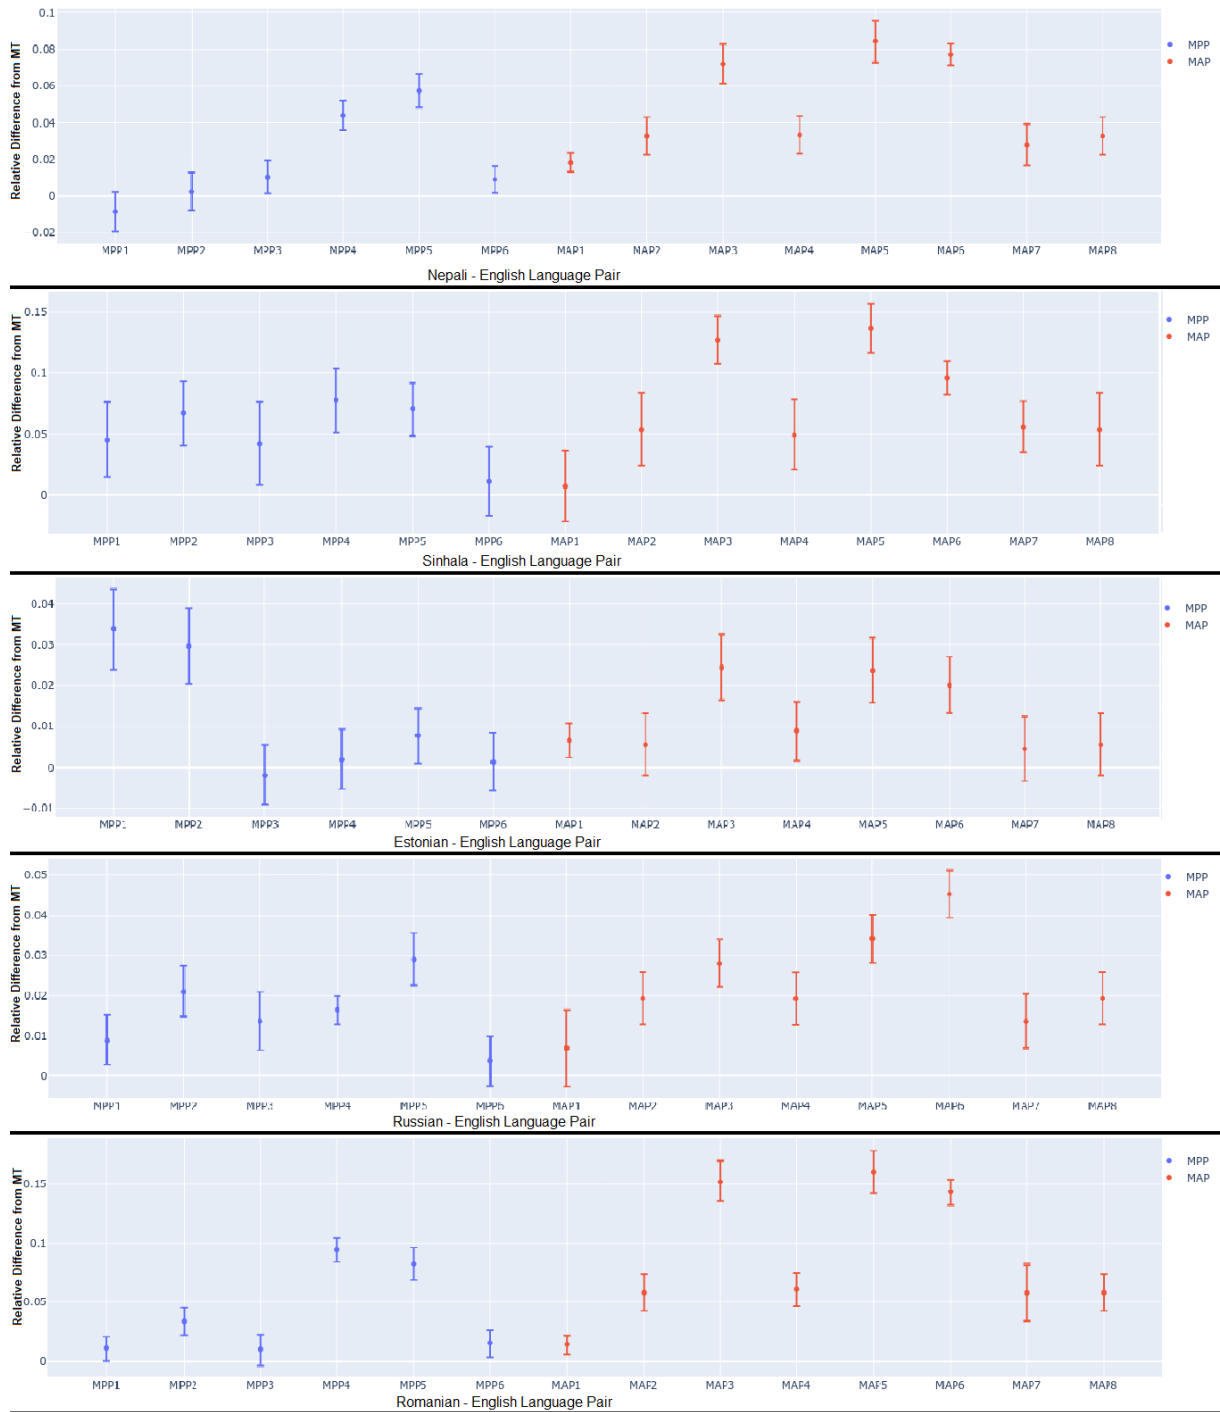 Relative Difference from MT
0.1
0.08
0.06
0.04
0.02
0
−0.02
MPP1 MPP2 MPP3 MPP4 MPP5 MPP6 MAP1 MAP2 MAP3 MAP4 MAP5 MAP6 MAP7 MAP8
MPP
MAP
Nepali - English Language Pair
Relative Difference from MT
0.15
0.1
0.05
0
MPP1 MPP2 MPP3 MPP4 MPP5 MPP6 MAP1 MAP2 MAP3 MAP4 MAP5 MAP6 MAP7 MAP8
MPP
MAP
Sinhala - English Language Pair
Relative Difference from MT
0.04
0.03
0.02
0.01
0
−0.01
MPP1 MPP2 MPP3 MPP4 MPP5 MPP6 MAP1 MAP2 MAP3 MAP4 MAP5 MAP6 MAP7 MAP8
MPP
MAP
Estonian - English Language Pair
Relative Difference from MT
0.05
0.04
0.03
0.02
0.01
0
MPP1 MPP2 MPP3 MPP4 MPP5 MPP6 MAP1 MAP2 MAP3 MAP4 MAP5 MAP6 MAP7 MAP8
MPP
MAP
Russian - English Language Pair
Relative Difference from MT
0.15
0.1
0.05
0
MPP1 MPP2 MPP3 MPP4 MPP5 MPP6 MAP1 MAP2 MAP3 MAP4 MAP5 MAP6 MAP7 MAP8
MPP
MAP
Romanian - English Language Pair